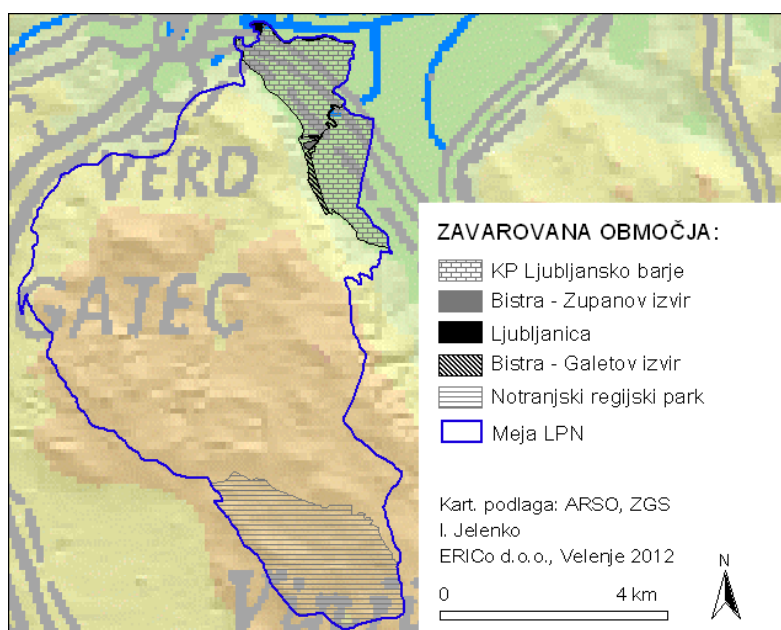 VERD
GATEC
ZAVAROVANA OBMOČJA:
KP Ljubljansko barje
Bistra - Zupanov izvir
Ljubljanica
Bistra - Galetov izvir
Notranjski regijski park
Meja LPN
Kart. podlaga: ARSO, ZGS
I. Jelenko
ERICo d.o.o., Velenje 2012
N
0 4 km